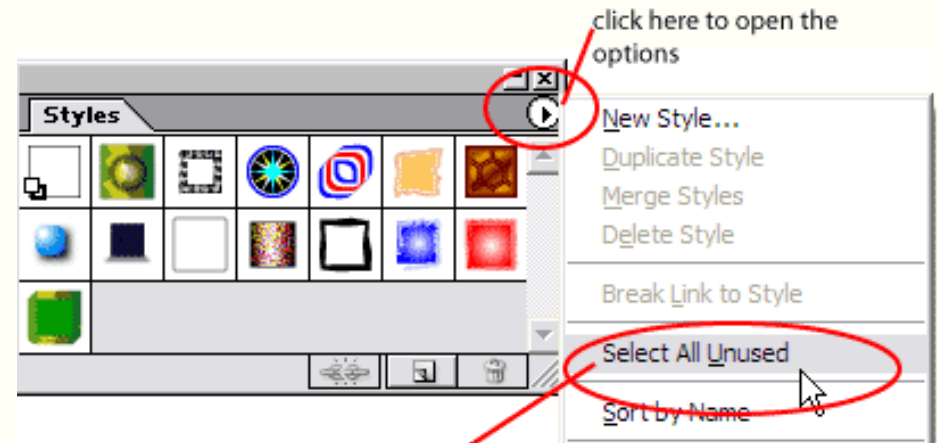 click here to open the
options
Styles
New Style...
Duplicate Style
Merge Styles
Delete Style
Break Link to Style
Select All Unused
Sort by Name